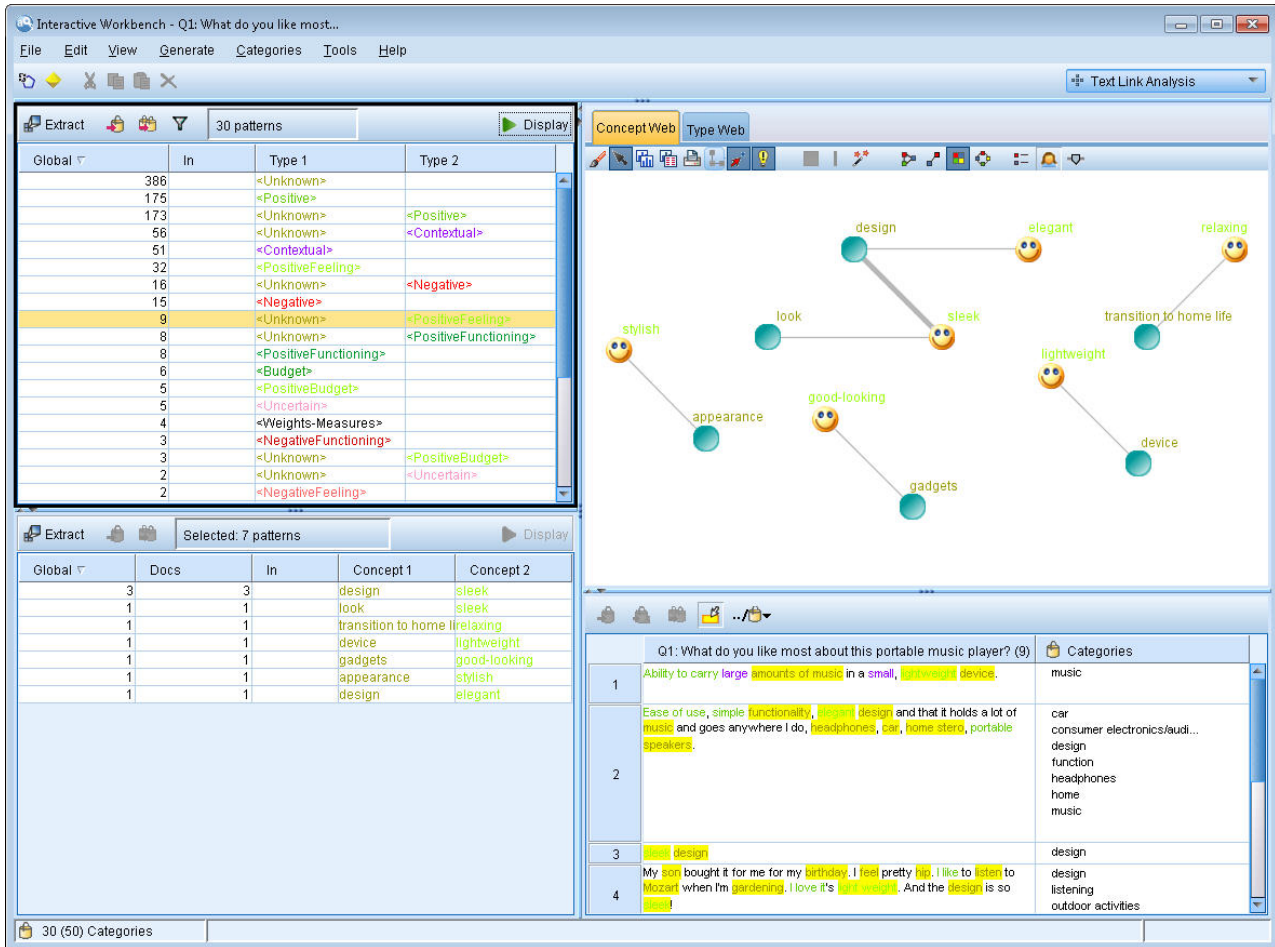 Interactive Workbench - Q1: What do you like most...
File Edit View Generate Categories Tools Help
Text Link Analysis
Extract 30 patterns Display
Global In Type 1 Type 2
386 <Unknown>
175 <Positive>
173 <Unknown> <Positive>
56 <Unknown> <Contextual>
51 <Contextual>
32 <PositiveFeeling>
16 <Unknown> <Negative>
15 <Negative>
9 <Unknown> <PositiveFeeling>
8 <Unknown> <PositiveFunctioning>
8 <PositiveFunctioning>
6 <Budget>
5 <PositiveBudget>
5 <Uncertain>
4 <Weights-Measures>
3 <NegativeFunctioning>
3 <Unknown> <PositiveBudget>
2 <Unknown> <Uncertain>
2 <NegativeFeeling>
Extract Selected: 7 patterns Display
Global Docs In Concept 1 Concept 2
3 3 design sleek
1 1 look sleek
1 1 transition to home li relaxing
1 1 device lightweight
1 1 gadgets good-looking
1 1 appearance stylish
1 1 design elegant
Concept Web Type Web
design elegant relaxing
look sleek transition to home life
stylish lightweight
good-looking
appearance
device
gadgets
../
Q1: What do you like most about this portable music player? (9) Categories
1 Ability to carry large amounts of music in a small, lightweight device. music
2
Ease of use, simple functionality, elegant design and that it holds a lot of
music and goes anywhere I do, headphones, car, home stero, portable
speakers.
car
consumer electronics/audi...
design
function
headphones
home
music
3 sleek design design
4
My son bought it for me for my birthday. I feel pretty hip. I like to listen to
Mozart when I'm gardening. I love it's light weight. And the design is so
sleek!
design
listening
outdoor activities
30 (50) Categories